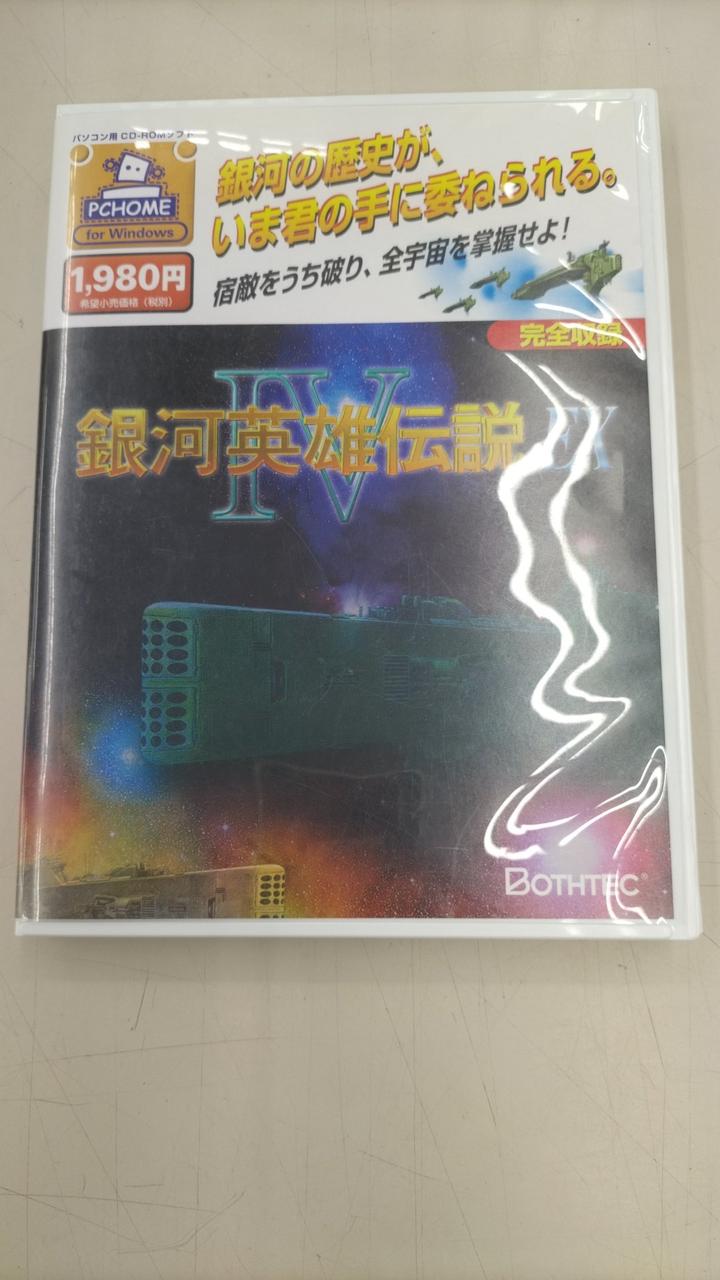 パソコン用 CD-ROMソフト
PCHOME
for Windows
1,980円
希望小売価格（税別）
銀河の歴史が、
いま君の手に委ねられる。
宿敵をうち破り、全宇宙を掌握せよ!
完全収録
銀河英雄伝説 IV EX
BOTHTEC®